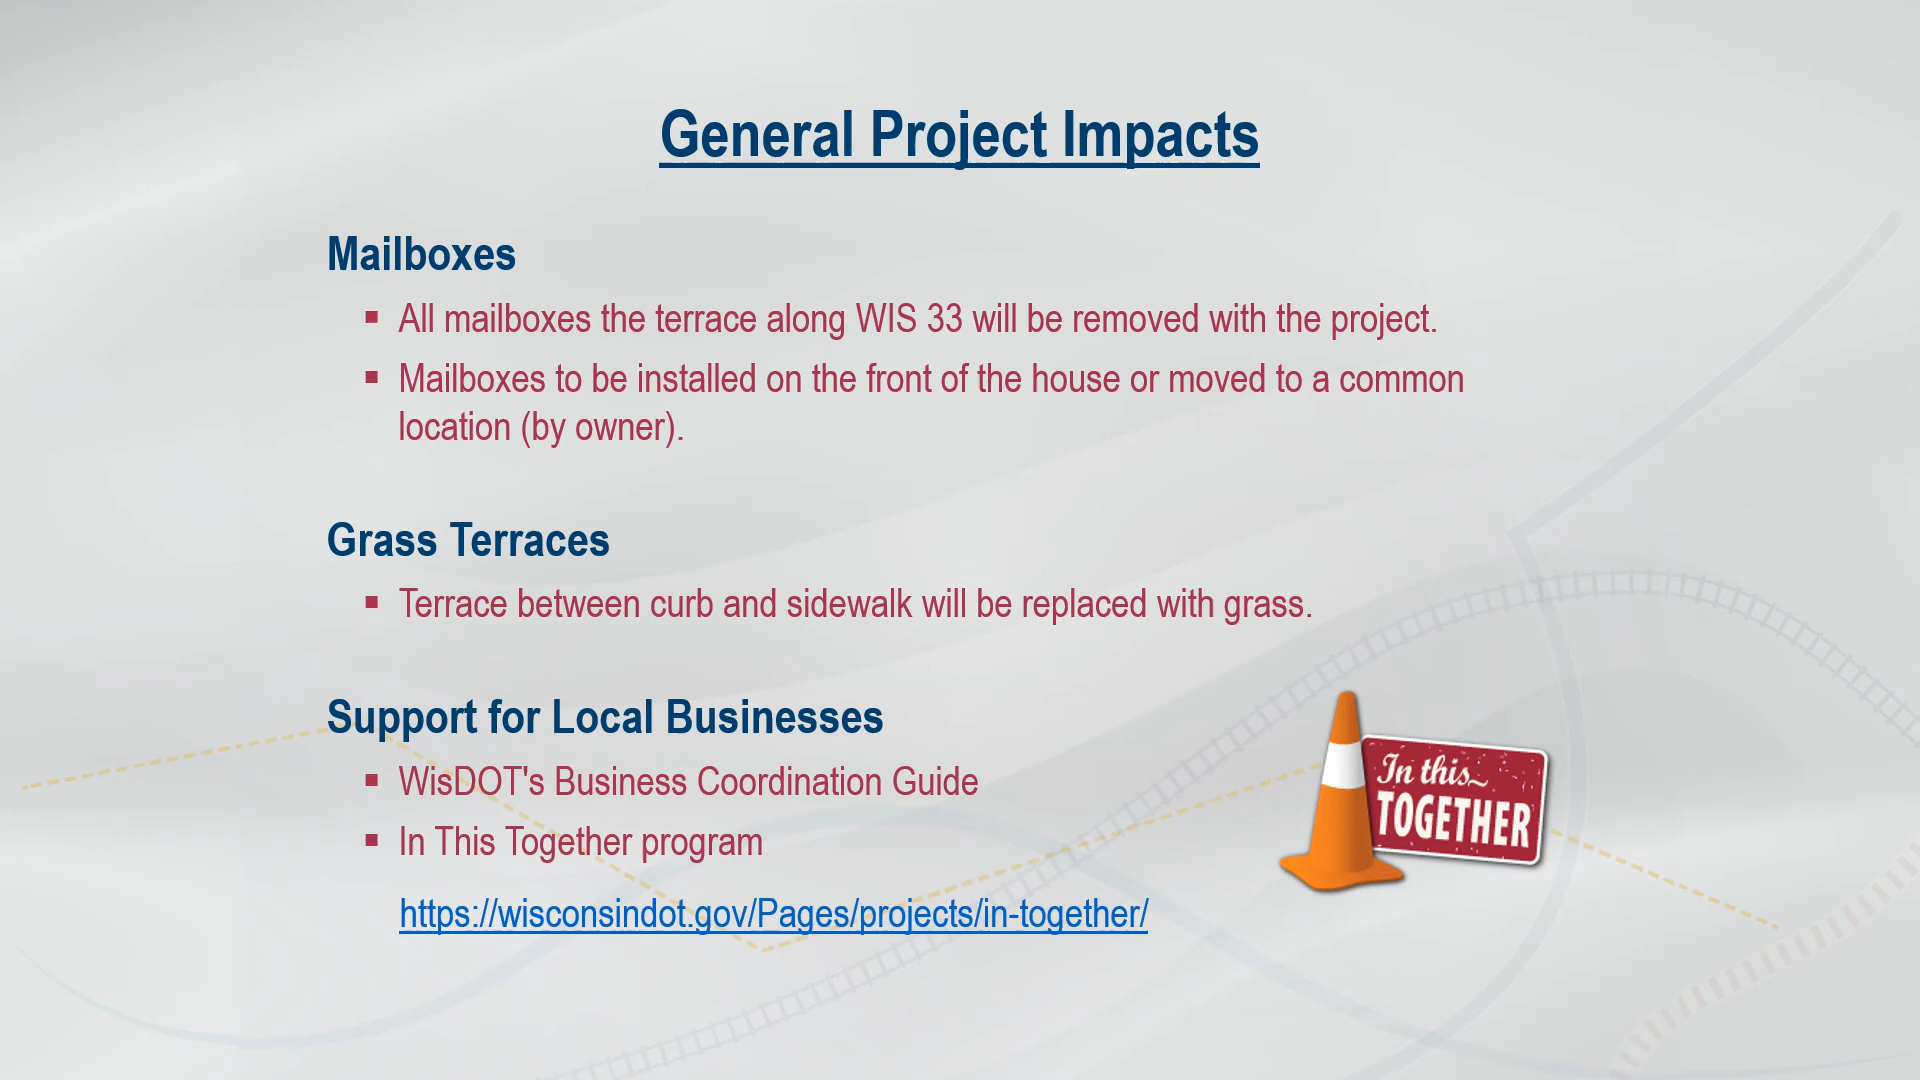 General Project Impacts
Mailboxes
▪ All mailboxes the terrace along WIS 33 will be removed with the project.
▪ Mailboxes to be installed on the front of the house or moved to a common
location (by owner).
Grass Terraces
▪ Terrace between curb and sidewalk will be replaced with grass.
Support for Local Businesses
▪ WisDOT's Business Coordination Guide
▪ In This Together program
https://wisconsindot.gov/Pages/projects/in-together/
In this
TOGETHER